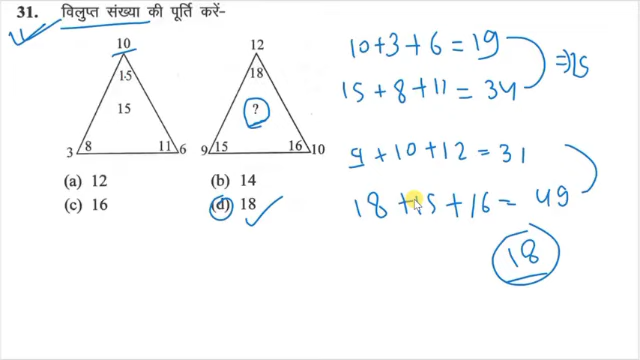 31. विलुप्त संख्या की पूर्ति करें-
10
15
15
3 8 11 6
12
18
?
9 15 16 10
(a) 12 (b) 14
(c) 16 (d) 18
10+3+6=19
15+8+11=34
⇒15
9+10+12=31
18+15+16=49
18